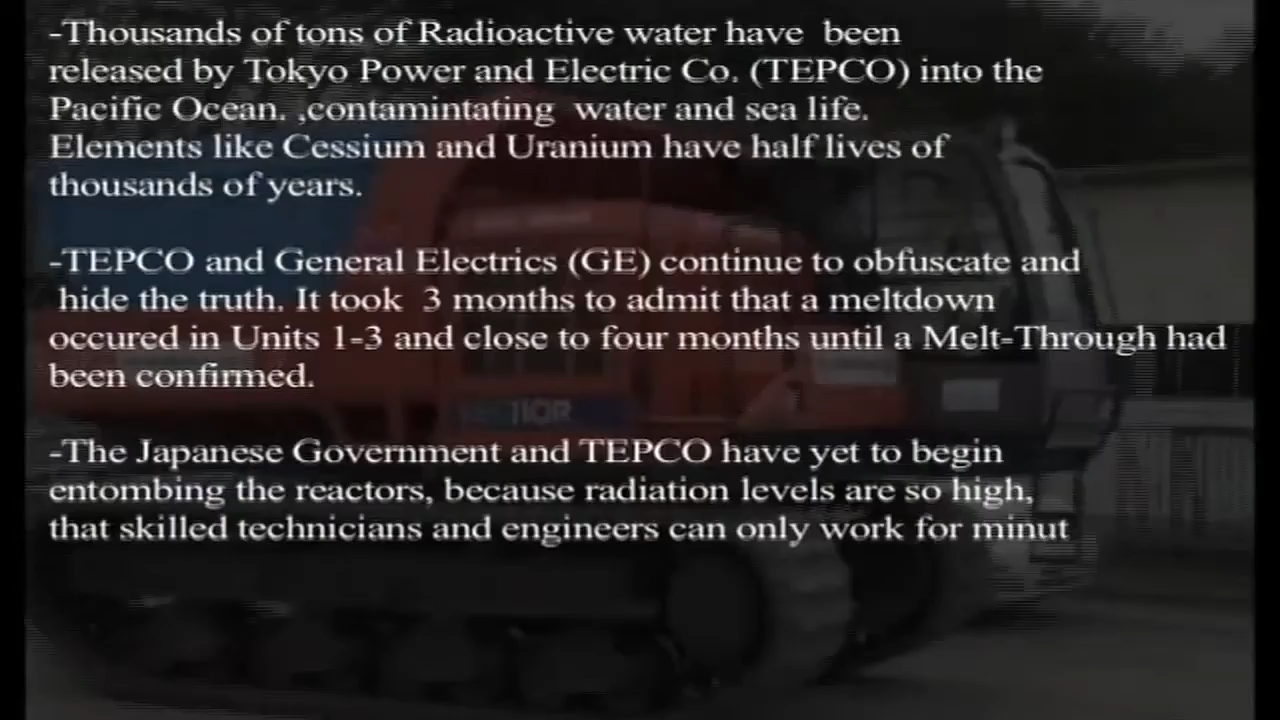 -Thousands of tons of Radioactive water have  been
released by Tokyo Power and Electric Co. (TEPCO) into the
Pacific Ocean. ,contamintating  water and sea life.
Elements like Cessium and Uranium have half lives of
thousands of years.
-TEPCO and General Electrics (GE) continue to obfuscate and
 hide the truth. It took  3 months to admit that a meltdown
occured in Units 1-3 and close to four months until a Melt-Through had
been confirmed.
-The Japanese Government and TEPCO have yet to begin
entombing the reactors, because radiation levels are so high,
that skilled technicians and engineers can only work for minut